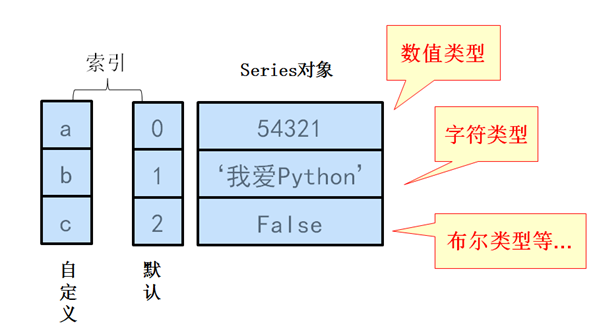 索引
Series对象
数值类型
a
0
54321
字符类型
b
1
‘我爱Python’
c
2
False
布尔类型等...
自定义
默认